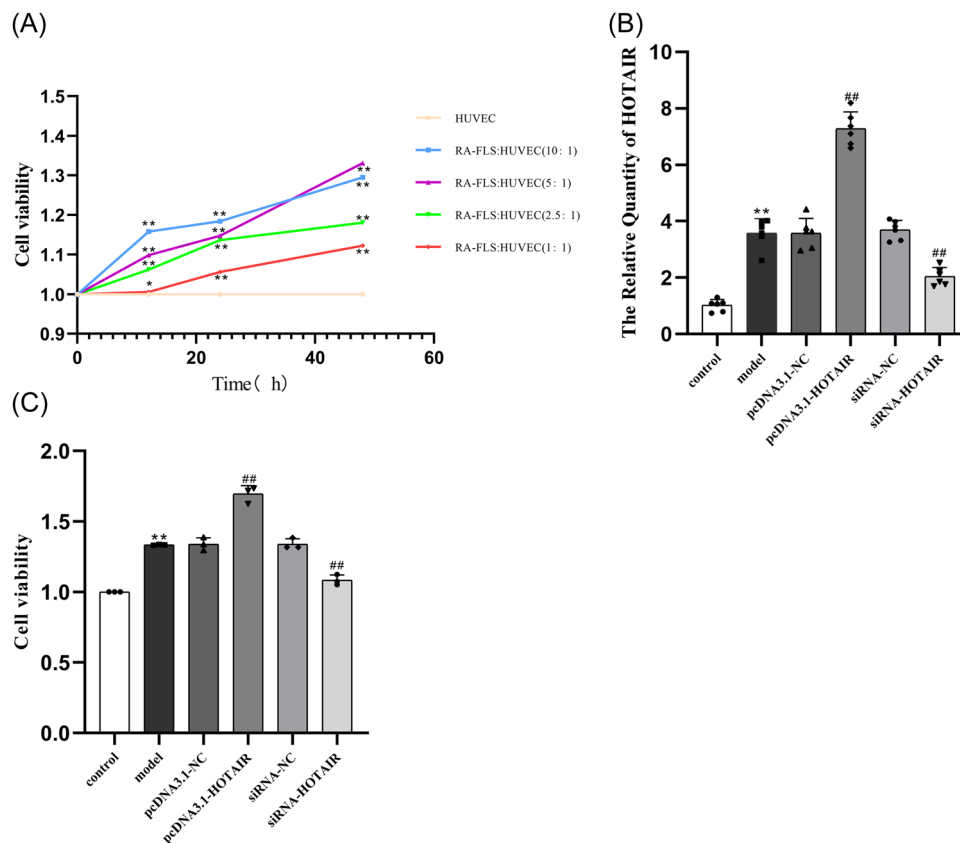 (A)
Cell viability
1.5
1.4
1.3
1.2
1.1
1.0
0.9
0
20
40
60
Time( h)
**
**
**
*
**
**
**
**
**
**
**
HUVEC
RA-FLS:HUVEC(10: 1)
RA-FLS:HUVEC(5: 1)
RA-FLS:HUVEC(2.5: 1)
RA-FLS:HUVEC(1: 1)
(B)
The Relative Quantity of HOTAIR
10
8
6
4
2
0
**
##
##
control
model
pcDNA3.1-NC
pcDNA3.1-HOTAIR
siRNA-NC
siRNA-HOTAIR
(C)
Cell viability
2.0
1.5
1.0
0.5
0.0
**
##
##
control
model
pcDNA3.1-NC
pcDNA3.1-HOTAIR
siRNA-NC
siRNA-HOTAIR